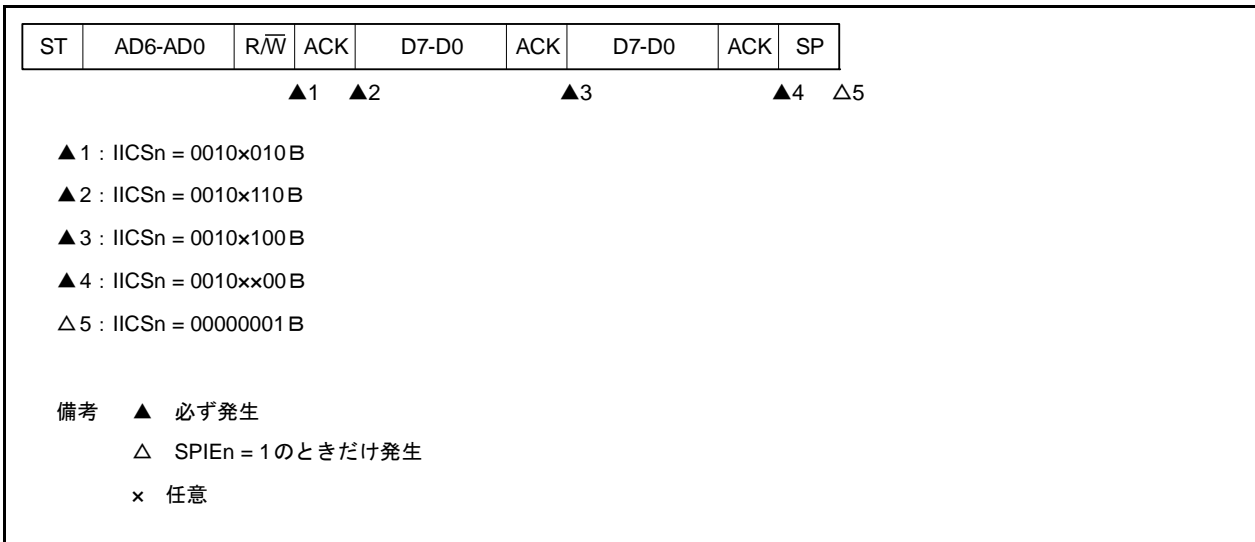 ST AD6-AD0 R/W̅ ACK D7-D0 ACK D7-D0 ACK SP
▲1 ▲2 ▲3 ▲4 △5
▲1：IICSn = 0010×010B
▲2：IICSn = 0010×110B
▲3：IICSn = 0010×100B
▲4：IICSn = 0010××00B
△5：IICSn = 00000001B
備考 ▲ 必ず発生
△ SPIEn = 1のときだけ発生
× 任意